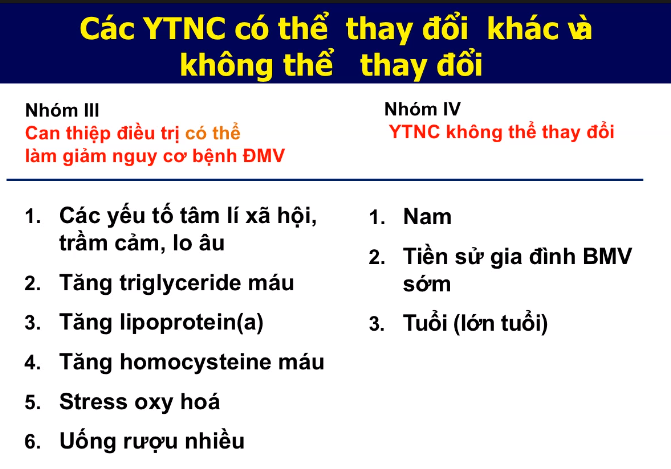 Các YTNC có thể thay đổi khác và
không thể thay đổi
Nhóm III
Can thiệp điều trị có thể
làm giảm nguy cơ bệnh ĐMV
Nhóm IV
YTNC không thể thay đổi
1. Các yếu tố tâm lí xã hội,
trầm cảm, lo âu
2. Tăng triglyceride máu
3. Tăng lipoprotein(a)
4. Tăng homocysteine máu
5. Stress oxy hoá
6. Uống rượu nhiều
1. Nam
2. Tiền sử gia đình BMV
sớm
3. Tuổi (lớn tuổi)